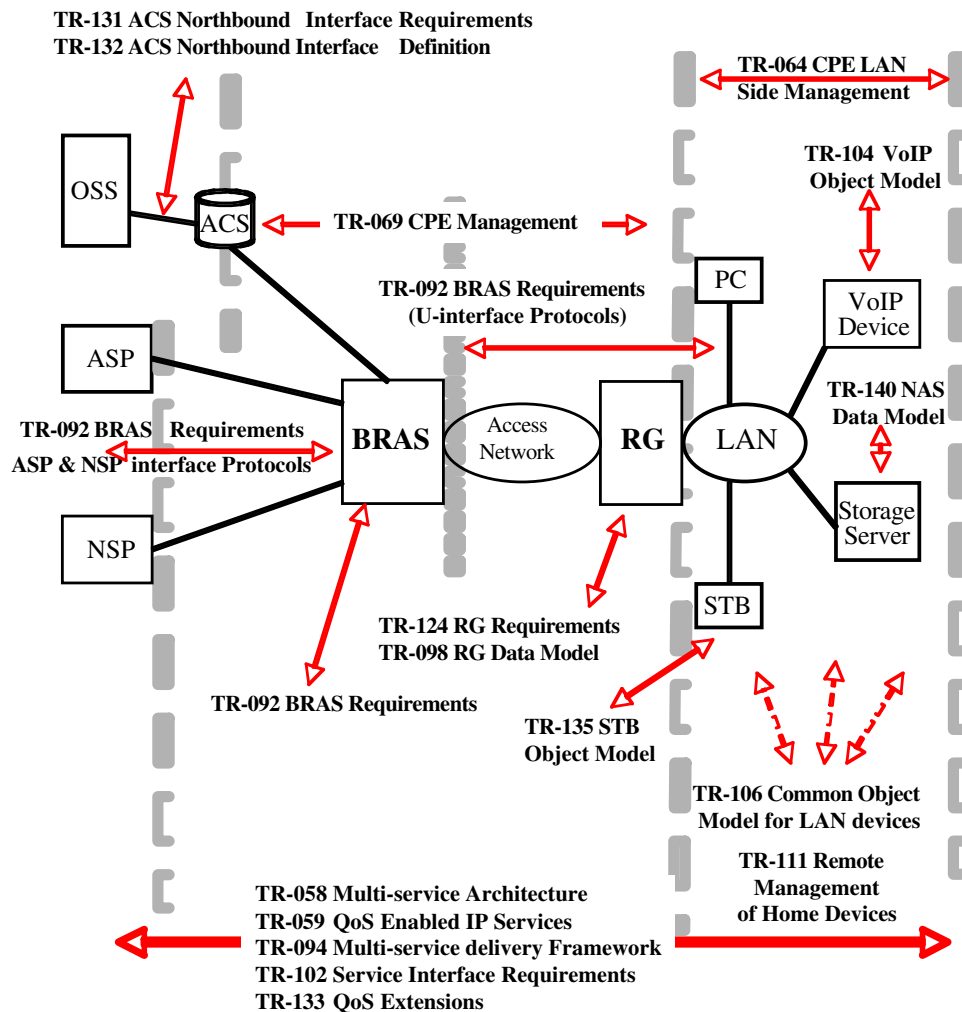 TR-131 ACS Northbound Interface Requirements
TR-132 ACS Northbound Interface Definition
TR-064 CPE LAN
Side Management
TR-104 VoIP
Object Model
OSS
ACS
TR-069 CPE Management
PC
TR-092 BRAS Requirements
(U-interface Protocols)
VoIP
Device
ASP
TR-140 NAS
Data Model
TR-092 BRAS Requirements
ASP & NSP interface Protocols
BRAS
Access
Network
RG
LAN
Storage
Server
NSP
STB
TR-124 RG Requirements
TR-098 RG Data Model
TR-092 BRAS Requirements
TR-135 STB
Object Model
TR-106 Common Object
Model for LAN devices
TR-111 Remote
Management
of Home Devices
TR-058 Multi-service Architecture
TR-059 QoS Enabled IP Services
TR-094 Multi-service delivery Framework
TR-102 Service Interface Requirements
TR-133 QoS Extensions